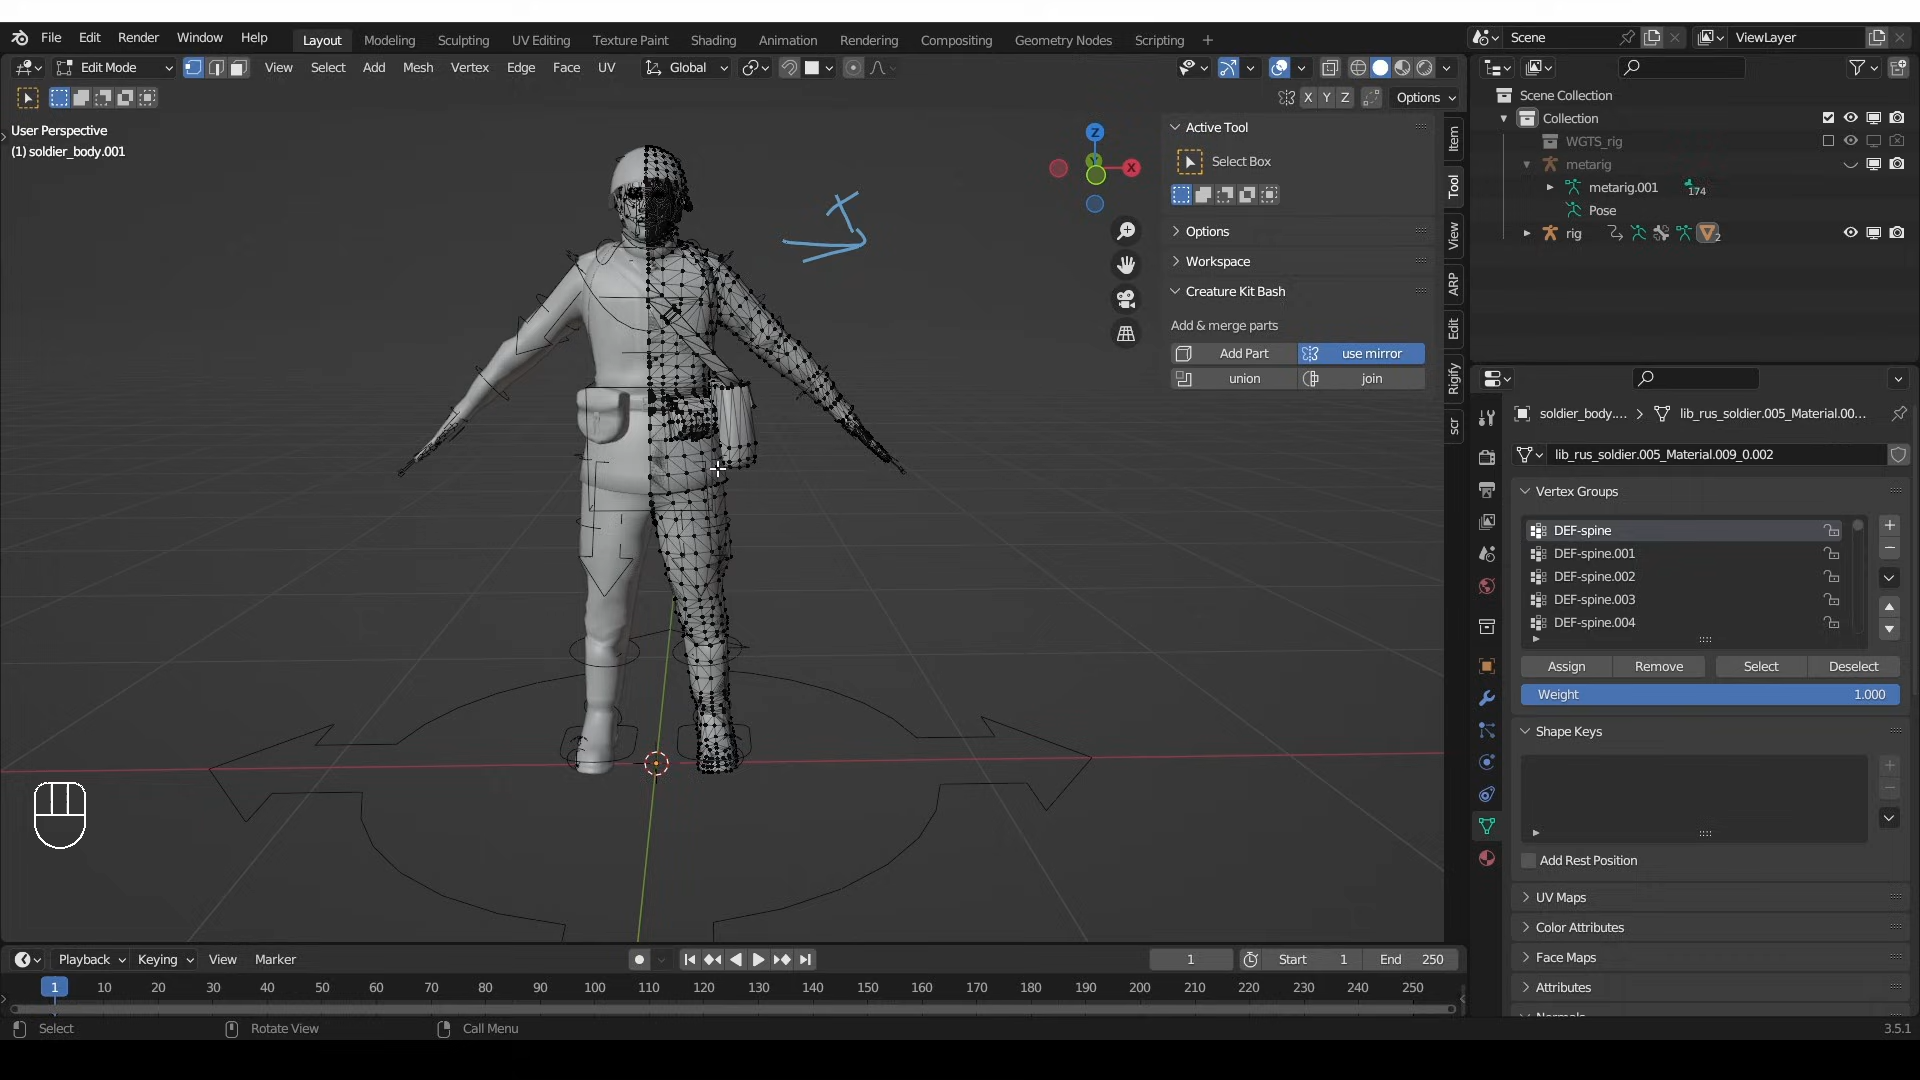 File Edit Render Window Help Layout Modeling Sculpting UV Editing Texture Paint Shading Animation Rendering Compositing Geometry Nodes Scripting + Scene ViewLayer
Edit Mode View Select Add Mesh Vertex Edge Face UV Global
X Y Z Options
User Perspective
(1) soldier_body.001
Z
X
Active Tool
Select Box
Options
Workspace
Creature Kit Bash
Add & merge parts
Add Part use mirror
union join
Item
Tool
View
ARP
Edit
Rigify
scr
Scene Collection
Collection
WGTS_rig
metarig
metarig.001 174
Pose
rig 2
soldier_body.... > lib_rus_soldier.005_Material.00...
lib_rus_soldier.005_Material.009_0.002
Vertex Groups
DEF-spine
DEF-spine.001
DEF-spine.002
DEF-spine.003
DEF-spine.004
Assign Remove Select Deselect
Weight 1.000
Shape Keys
Add Rest Position
UV Maps
Color Attributes
Face Maps
Attributes
Normals
Playback Keying View Marker 1 Start 1 End 250
1 10 20 30 40 50 60 70 80 90 100 110 120 130 140 150 160 170 180 190 200 210 220 230 240 250
Select Rotate View Call Menu 3.5.1